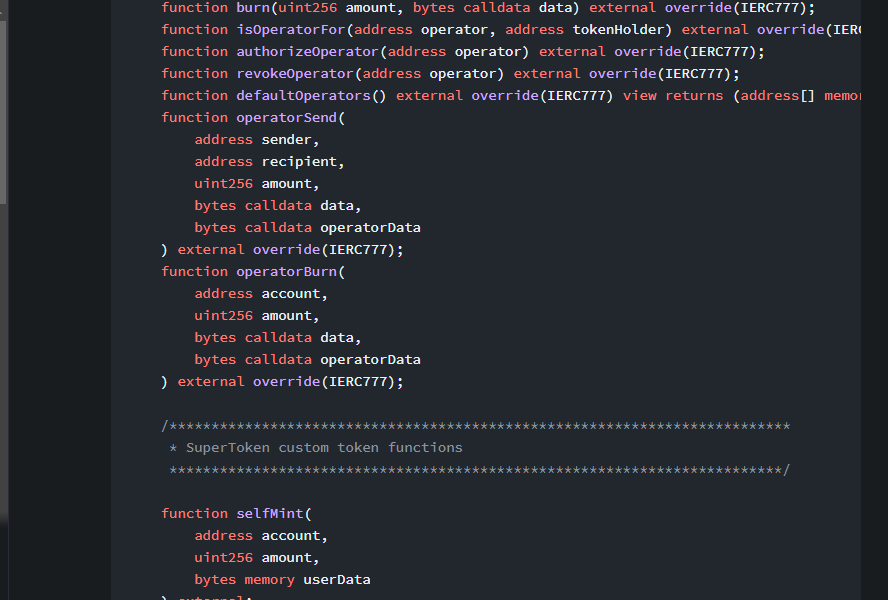 function burn(uint256 amount, bytes calldata data) external override(IERC777);
function isOperatorFor(address operator, address tokenHolder) external override(IERC
function authorizeOperator(address operator) external override(IERC777);
function revokeOperator(address operator) external override(IERC777);
function defaultOperators() external override(IERC777) view returns (address[] memor
function operatorSend(
    address sender,
    address recipient,
    uint256 amount,
    bytes calldata data,
    bytes calldata operatorData
) external override(IERC777);
function operatorBurn(
    address account,
    uint256 amount,
    bytes calldata data,
    bytes calldata operatorData
) external override(IERC777);
/**************************************************************************
 * SuperToken custom token functions
 *************************************************************************/
function selfMint(
    address account,
    uint256 amount,
    bytes memory userData
) external;